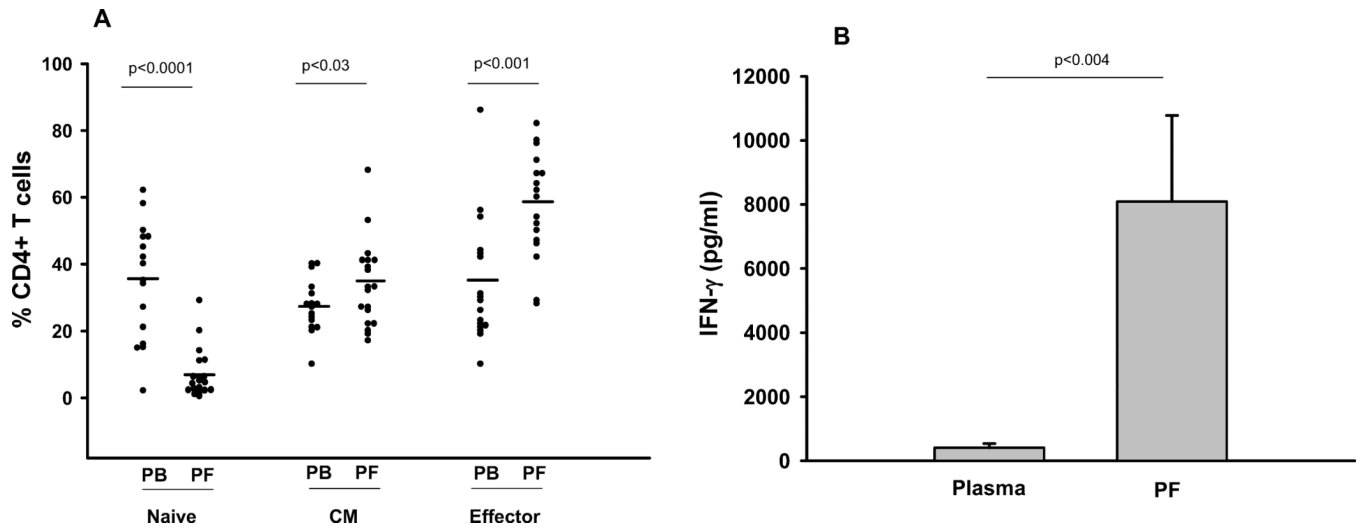 A
p<0.0001
p<0.03
p<0.001
100
80
60
40
20
0
% CD4+ T cells
PB PF
PB PF
PB PF
Naive
CM
Effector
B
p<0.004
12000
10000
8000
6000
4000
2000
0
IFN-γ (pg/ml)
Plasma
PF